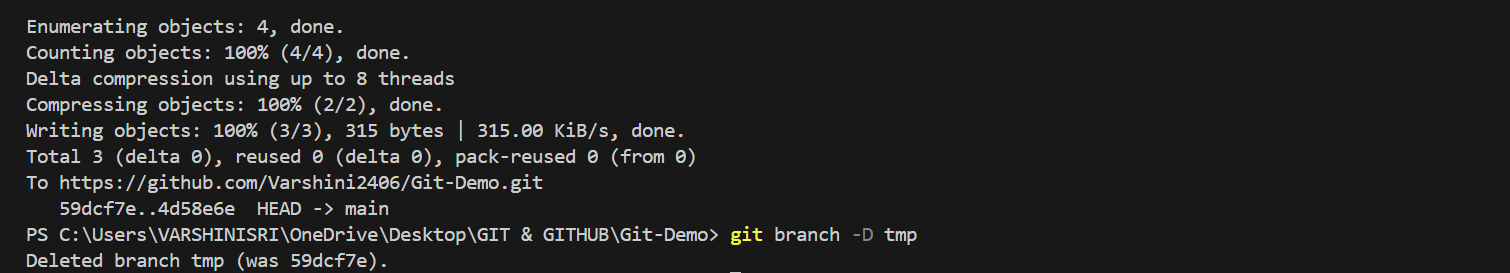 Enumerating objects: 4, done.
Counting objects: 100% (4/4), done.
Delta compression using up to 8 threads
Compressing objects: 100% (2/2), done.
Writing objects: 100% (3/3), 315 bytes | 315.00 KiB/s, done.
Total 3 (delta 0), reused 0 (delta 0), pack-reused 0 (from 0)
To https://github.com/Varshini2406/Git-Demo.git
   59dcf7e..4d58e6e  HEAD -> main
PS C:\Users\VARSHINISRI\OneDrive\Desktop\GIT & GITHUB\Git-Demo> git branch -D tmp
Deleted branch tmp (was 59dcf7e).